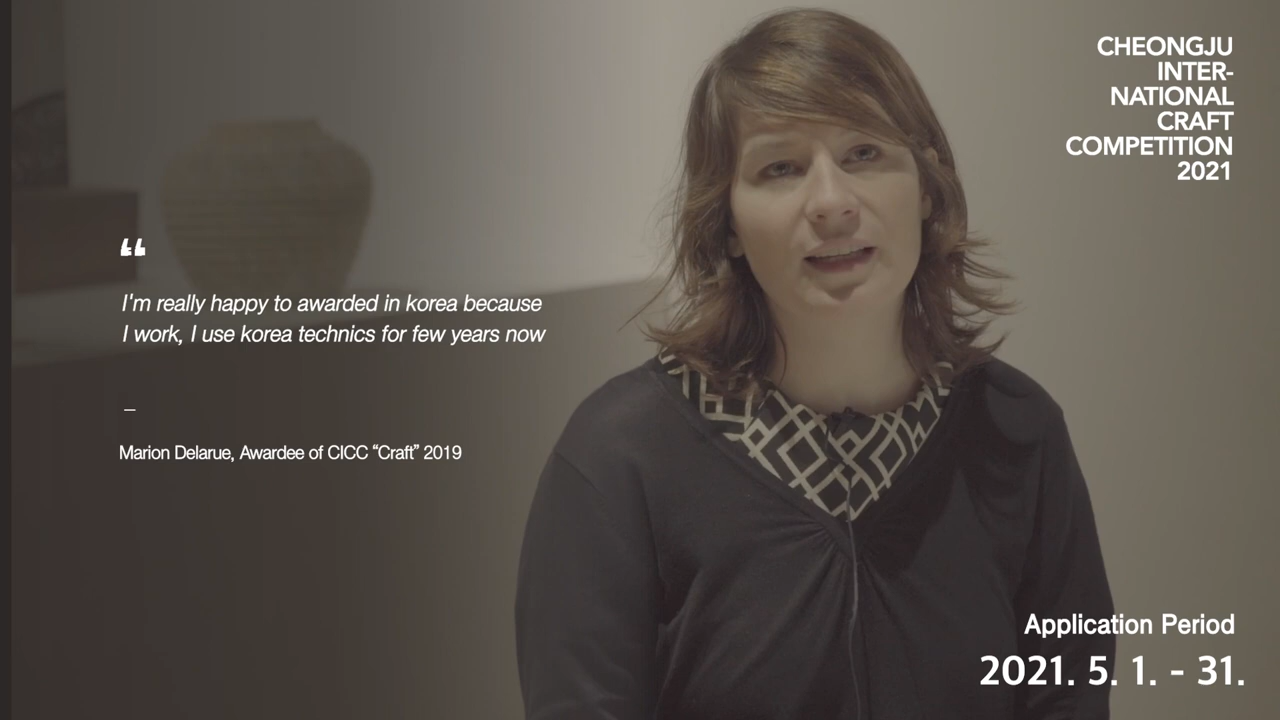 CHEONGJU
INTER-
NATIONAL
CRAFT
COMPETITION
2021
“
I'm really happy to awarded in korea because
I work, I use korea technics for few years now
–
Marion Delarue, Awardee of CICC “Craft” 2019
Application Period
2021. 5. 1. - 31.